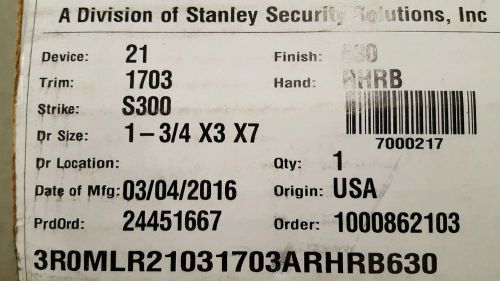 A Division of Stanley Security Solutions, Inc
Device: 21 Finish: 630
Trim: 1703 Hand: RHRB
Strike: S300
Dr Size: 1-3/4 X3 X7
7000217
Dr Location: Qty: 1
Date of Mfg: 03/04/2016 Origin: USA
PrdOrd: 24451667 Order: 1000862103
3R0MLR21031703ARHRB630